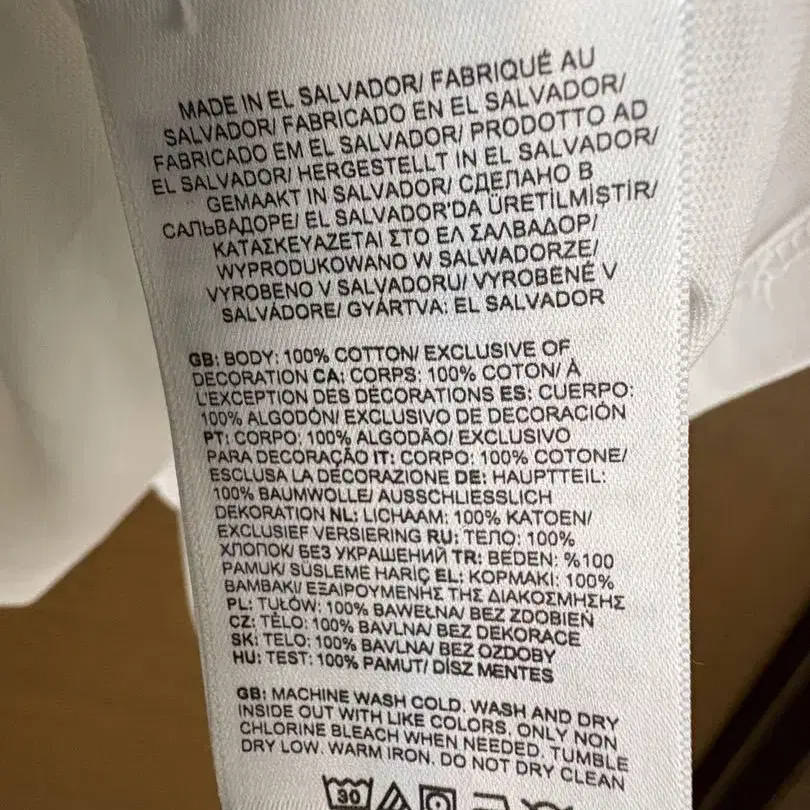 MADE IN EL SALVADOR/ FABRIQUÉ AU
SALVADOR/ FABRICADO EN EL SALVADOR/
FABRICADO EM EL SALVADOR/ PRODOTTO AD
EL SALVADOR/ HERGESTELLT IN EL SALVADOR/
GEMAAKT IN SALVADOR/ СДЕЛАНО В
САЛЬВАДОРЕ/ EL SALVADOR'DA ÜRETİLMİŞTİR/
ΚΑΤΑΣΚΕΥΑΖΕΤΑΙ ΣΤΟ ΕΛ ΣΑΛΒΑΔΟΡ/
WYPRODUKOWANO W SALWADORZE/
VYROBENO V SALVADORU/ VYROBENÉ V
SALVÁDORE/ GYÁRTVA: EL SALVADOR
GB: BODY: 100% COTTON/ EXCLUSIVE OF
DECORATION CA: CORPS: 100% COTON/ À
L'EXCEPTION DES DÉCORATIONS ES: CUERPO:
100% ALGODÓN/ EXCLUSIVO DE DECORACIÓN
PT: CORPO: 100% ALGODÃO/ EXCLUSIVO
PARA DECORAÇÃO IT: CORPO: 100% COTONE/
ESCLUSA LA DECORAZIONE DE: HAUPTTEIL:
100% BAUMWOLLE/ AUSSCHLIESSLICH
DEKORATION NL: LICHAAM: 100% KATOEN/
EXCLUSIEF VERSIERING RU: ТЕЛО: 100%
ХЛОПОК/ БЕЗ УКРАШЕНИЙ TR: BEDEN: %100
PAMUK/ SÜSLEME HARİÇ EL: ΚΟΡΜΑΚΙ: 100%
ΒΑΜΒΑΚΙ/ ΕΞΑΙΡΟΥΜΕΝΗΣ ΤΗΣ ΔΙΑΚΟΣΜΗΣΗΣ
PL: TUŁÓW: 100% BAWEŁNA/ BEZ ZDOBIEŃ
CZ: TĚLO: 100% BAVLNA/ BEZ DEKORACE
SK: TELO: 100% BAVLNA/ BEZ OZDOBY
HU: TEST: 100% PAMUT/ DÍSZ MENTES
GB: MACHINE WASH COLD. WASH AND DRY
INSIDE OUT WITH LIKE COLORS. ONLY NON
CHLORINE BLEACH WHEN NEEDED. TUMBLE
DRY LOW. WARM IRON. DO NOT DRY CLEAN
30